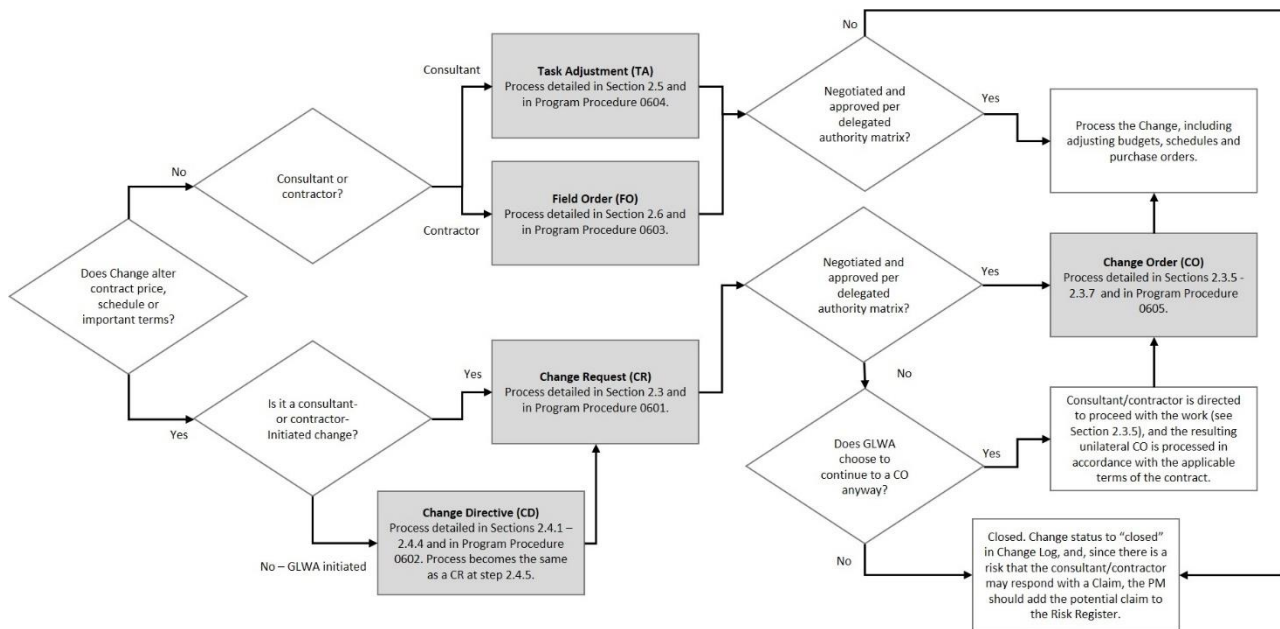 No
Consultant
Task Adjustment (TA)
Process detailed in Section 2.5 and
in Program Procedure 0604.
Negotiated and
approved per
delegated
authority matrix?
Yes
Process the Change, including
adjusting budgets, schedules and
purchase orders.
No
Consultant or
contractor?
Field Order (FO)
Process detailed in Section 2.6 and
in Program Procedure 0603.
Contractor
Does Change alter
contract price,
schedule or
important terms?
Negotiated and
approved per
delegated
authority matrix?
Yes
Change Order (CO)
Process detailed in Sections 2.3.5 -
2.3.7 and in Program Procedure
0605.
Yes
Is it a consultant-
or contractor-
Initiated change?
Yes
Change Request (CR)
Process detailed in Section 2.3 and
in Program Procedure 0601.
No
Does GLWA
choose to
continue to a CO
anyway?
Yes
Consultant/contractor is directed
to proceed with the work (see
Section 2.3.5), and the resulting
unilateral CO is processed in
accordance with the applicable
terms of the contract.
Change Directive (CD)
Process detailed in Sections 2.4.1 –
2.4.4 and in Program Procedure
0602. Process becomes the same
as a CR at step 2.4.5.
No – GLWA initiated
No
Closed. Change status to “closed”
in Change Log, and, since there is a
risk that the consultant/contractor
may respond with a Claim, the PM
should add the potential claim to
the Risk Register.